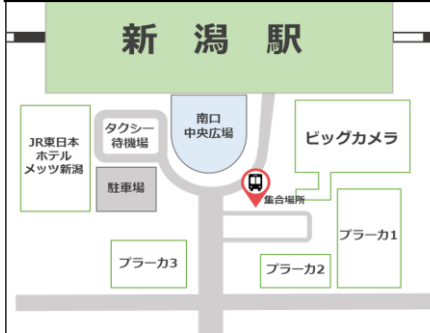 新潟駅
南口
中央広場
タクシー
待機場
JR東日本
ホテル
メッツ新潟
駐車場
ビッグカメラ
集合場所
プラーカ1
プラーカ3
プラーカ2